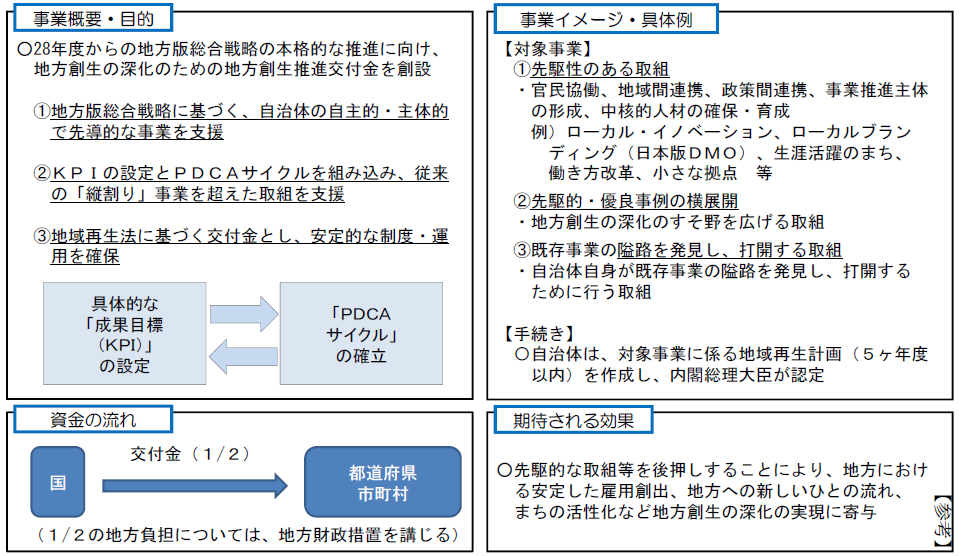 事業概要・目的
〇28年度からの地方版総合戦略の本格的な推進に向け、
地方創生の深化のための地方創生推進交付金を創設
①地方版総合戦略に基づく、自治体の自主的・主体的
で先導的な事業を支援
②ＫＰＩの設定とＰＤＣＡサイクルを組み込み、従来
の「縦割り」事業を超えた取組を支援
③地域再生法に基づく交付金とし、安定的な制度・運
用を確保
具体的な
「成果目標
（KPI）」
の設定
「PDCA
サイクル」
の確立
事業イメージ・具体例
【対象事業】
①先駆性のある取組
・官民協働、地域間連携、政策間連携、事業推進主体
の形成、中核的人材の確保・育成
例）ローカル・イノベーション、ローカルブラン
ディング（日本版ＤＭＯ）、生涯活躍のまち、
働き方改革、小さな拠点　等
②先駆的・優良事例の横展開
・地方創生の深化のすそ野を広げる取組
③既存事業の隘路を発見し、打開する取組
・自治体自身が既存事業の隘路を発見し、打開する
ために行う取組
【手続き】
〇自治体は、対象事業に係る地域再生計画（５ヶ年度
以内）を作成し、内閣総理大臣が認定
資金の流れ
国
交付金（１/２）
都道府県
市町村
（１/２の地方負担については、地方財政措置を講じる）
期待される効果
〇先駆的な取組等を後押しすることにより、地方におけ
る安定した雇用創出、地方への新しいひとの流れ、
まちの活性化など地方創生の深化の実現に寄与
【参考】